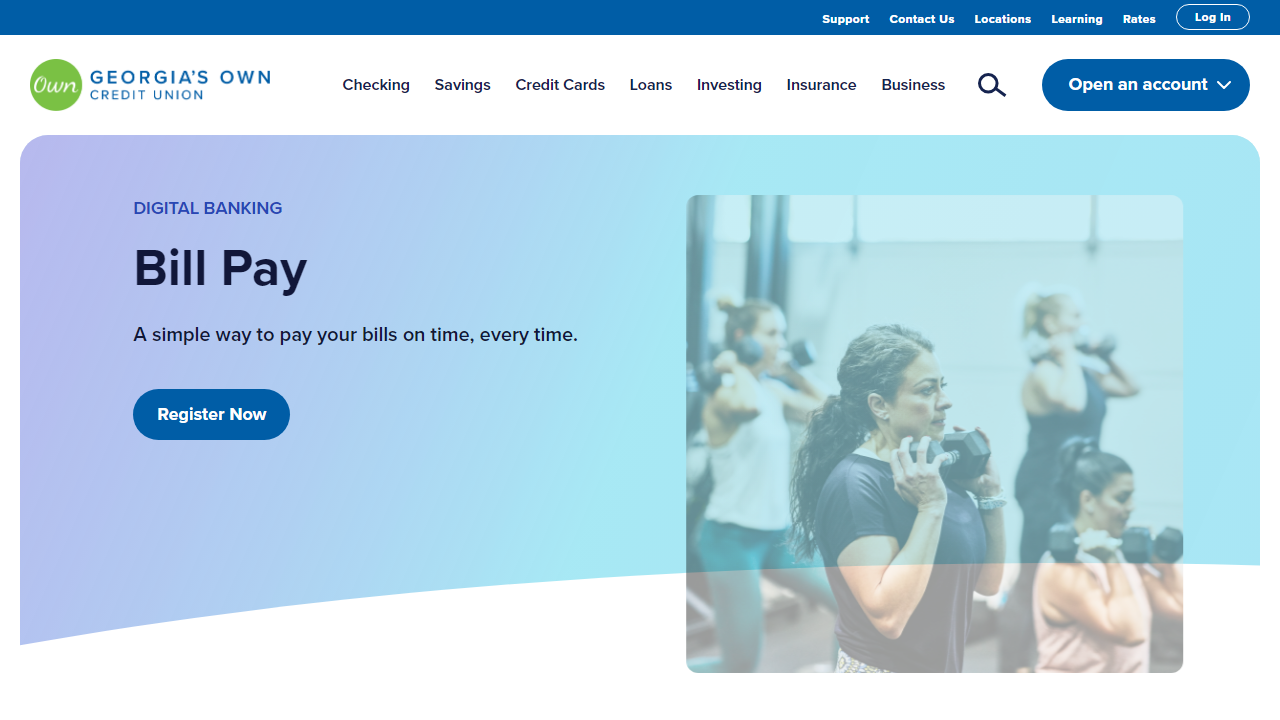 Support Contact Us Locations Learning Rates Log In
Own GEORGIA'S OWN
CREDIT UNION
Checking Savings Credit Cards Loans Investing Insurance Business Open an account
DIGITAL BANKING
Bill Pay
A simple way to pay your bills on time, every time.
Register Now